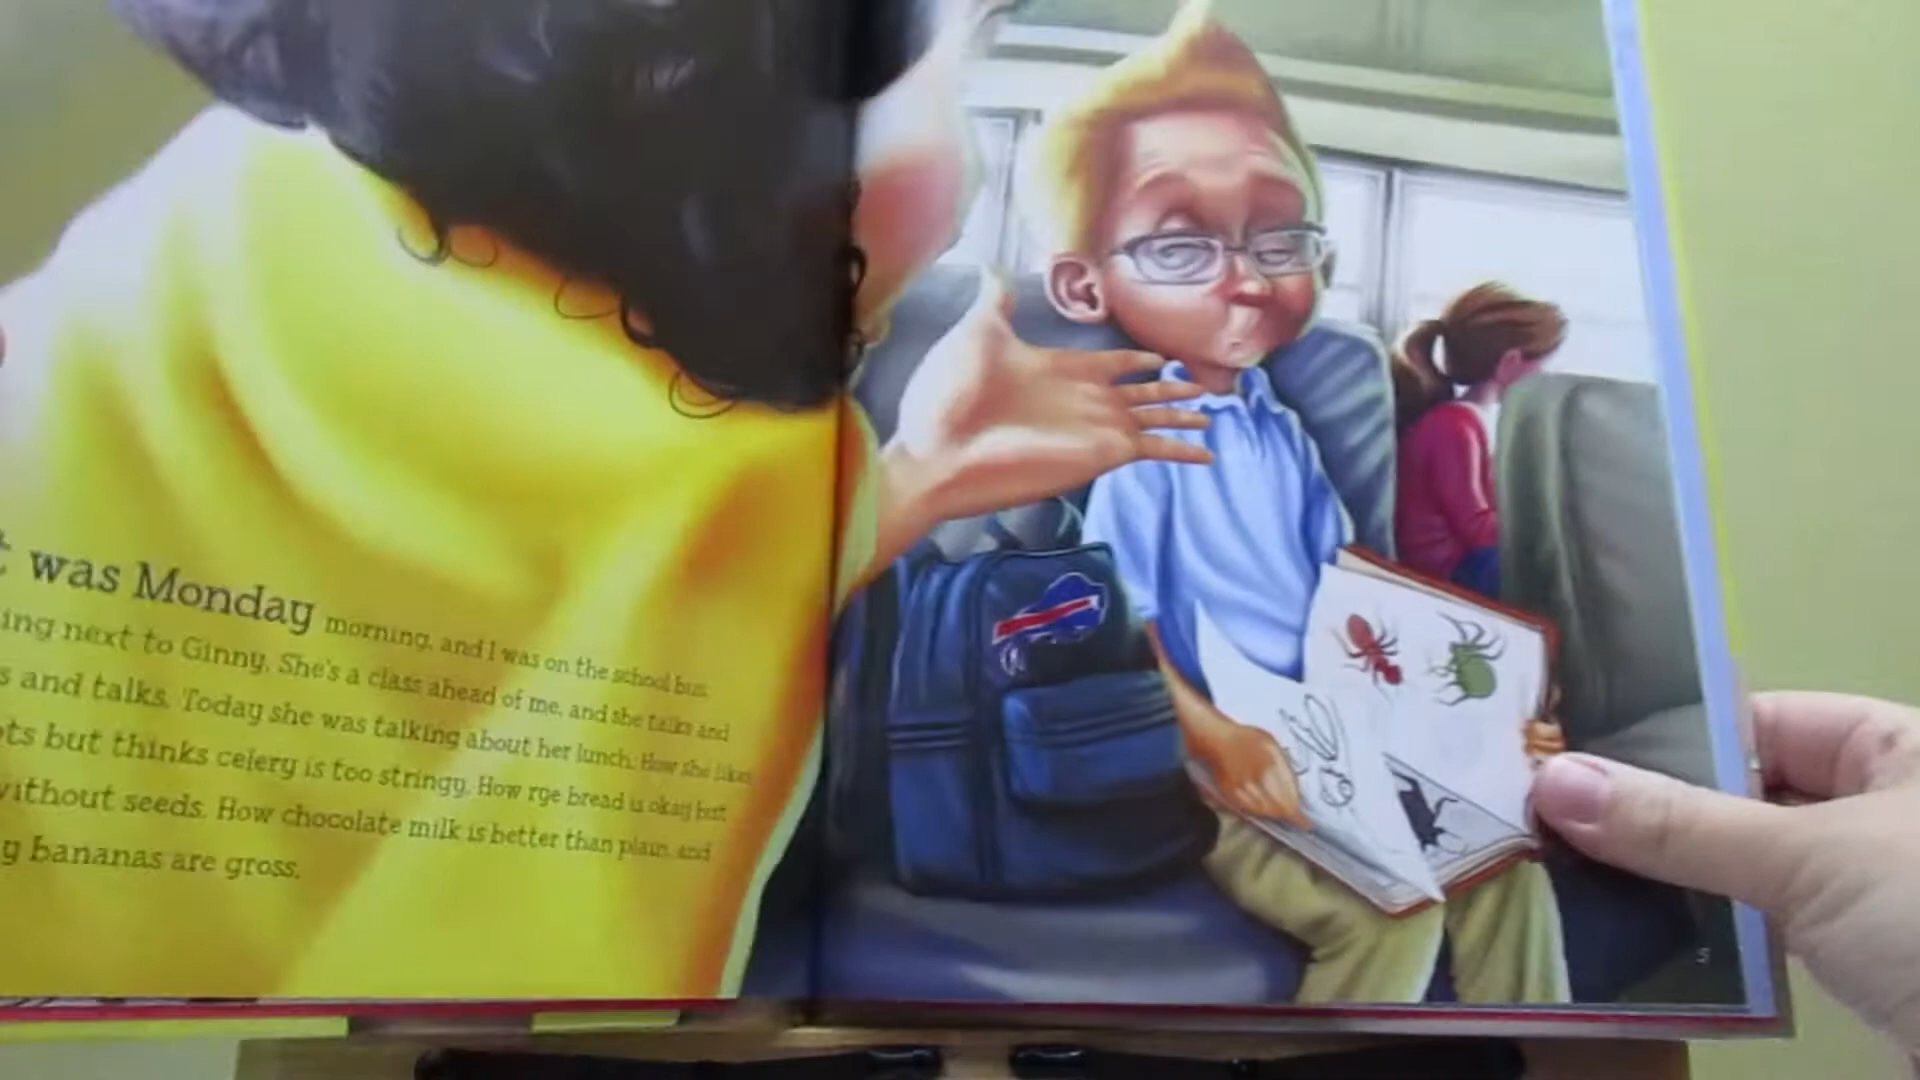 was Monday morning, and I was on the school bus
ing next to Ginny. She's a class ahead of me, and she talks and
s and talks. Today she was talking about her lunch: How she likes
ts but thinks celery is too stringy. How rye bread is okay but
without seeds. How chocolate milk is better than plain, and
y bananas are gross.
5